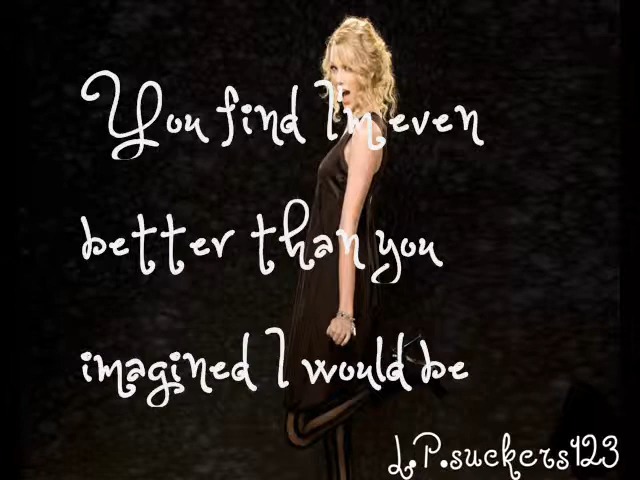 You find I'm even
better than you
imagined I would be
L.P.suckers123